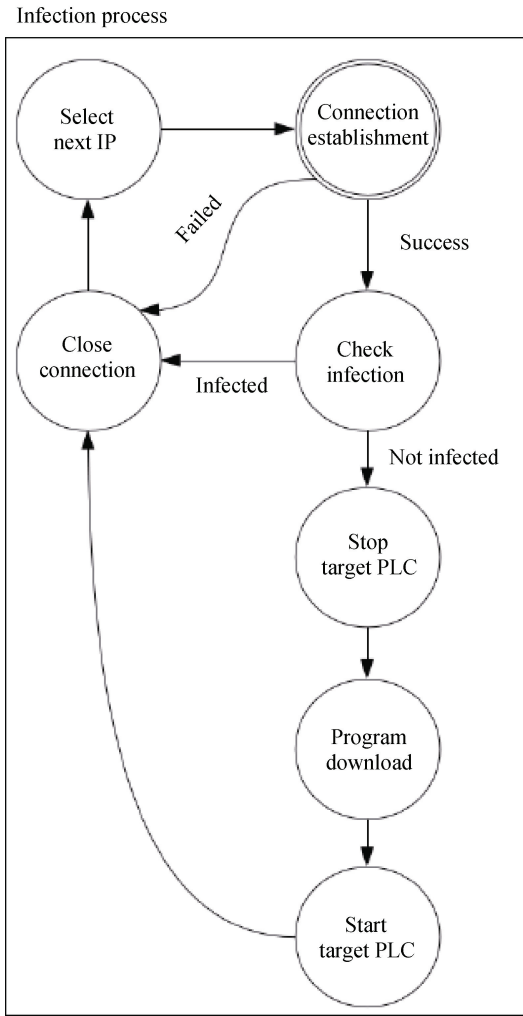 Infection process
Select
next IP
Connection
establishment
Failed
Success
Close
connection
Infected
Check
infection
Not infected
Stop
target PLC
Program
download
Start
target PLC